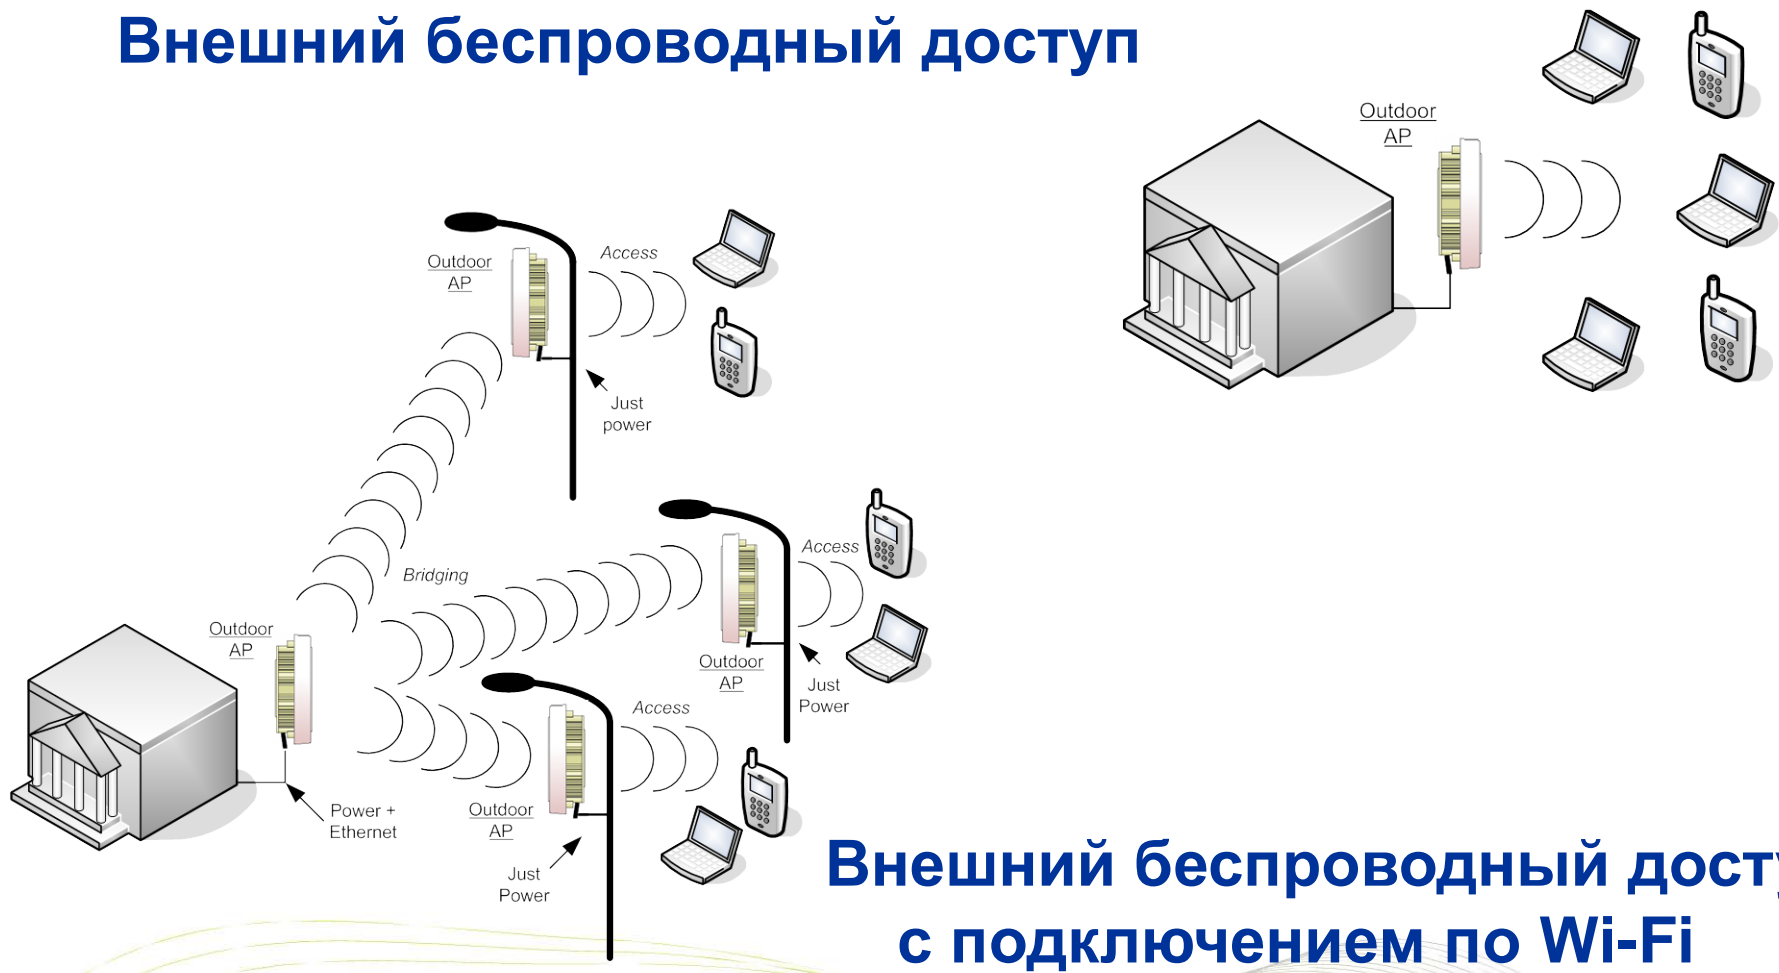 Внешний беспроводный доступ
Outdoor
AP
Outdoor
AP
Access
Just
power
Bridging
Access
Outdoor
AP
Outdoor
AP
Just
Power
Access
Power +
Ethernet
Outdoor
AP
Just
Power
Внешний беспроводный досту
с подключением по Wi-Fi